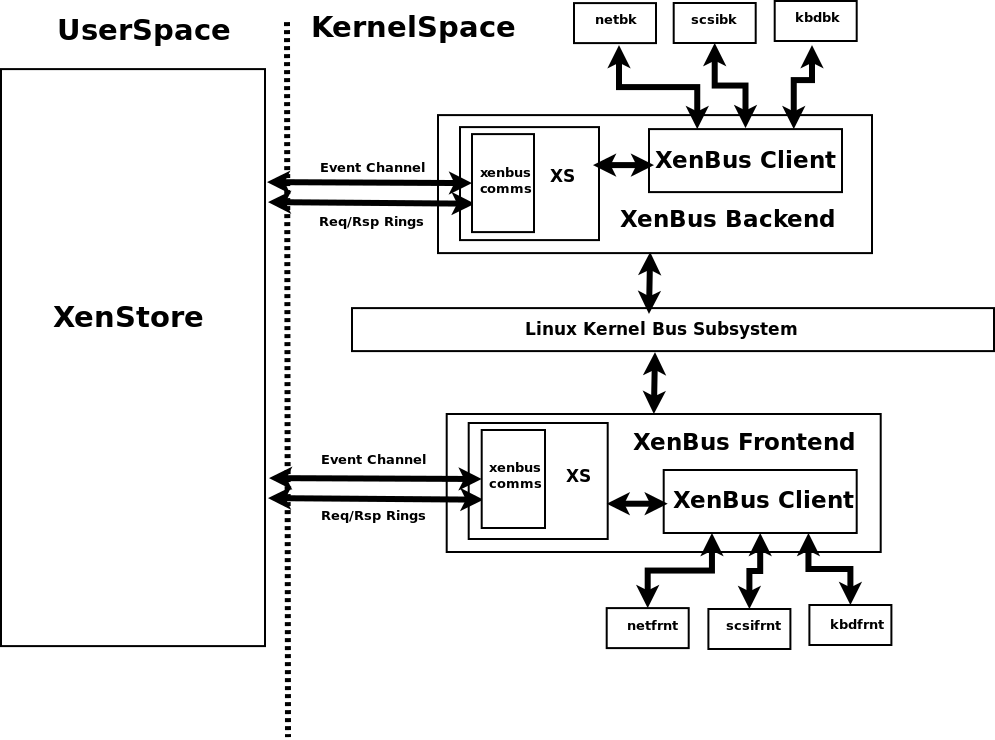 UserSpace
KernelSpace
netbk
scsibk
kbdbk
Event Channel
Req/Rsp Rings
xenbus
comms
XS
XenBus Client
XenBus Backend
XenStore
Linux Kernel Bus Subsystem
XenBus Frontend
Event Channel
Req/Rsp Rings
xenbus
comms
XS
XenBus Client
netfrnt
scsifrnt
kbdfrnt